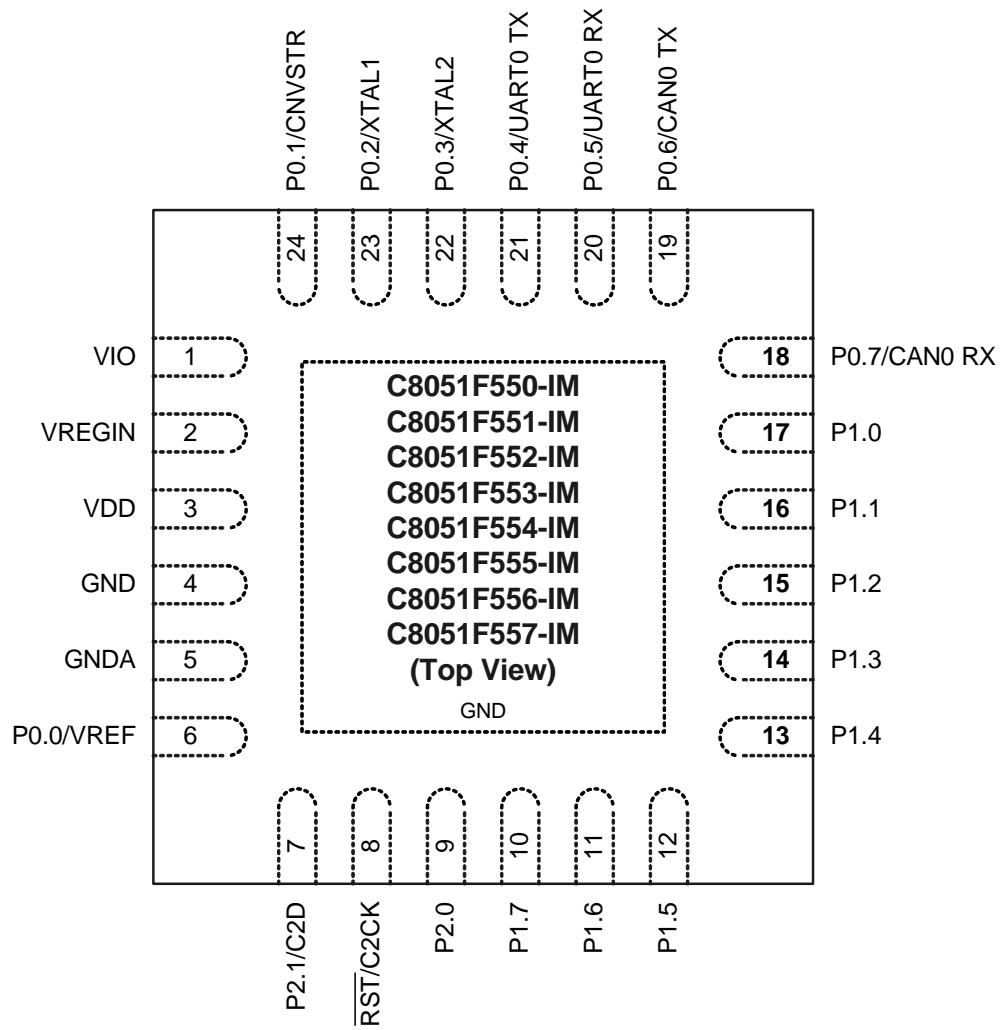 P0.1/CNVSTR
P0.2/XTAL1
P0.3/XTAL2
P0.4/UART0 TX
P0.5/UART0 RX
P0.6/CAN0 TX
24
23
22
21
20
19
VIO 1
VREGIN 2
VDD 3
GND 4
GNDA 5
P0.0/VREF 6
C8051F550-IM
C8051F551-IM
C8051F552-IM
C8051F553-IM
C8051F554-IM
C8051F555-IM
C8051F556-IM
C8051F557-IM
(Top View)
GND
18 P0.7/CAN0 RX
17 P1.0
16 P1.1
15 P1.2
14 P1.3
13 P1.4
7
8
9
10
11
12
P2.1/C2D
RST/C2CK
P2.0
P1.7
P1.6
P1.5